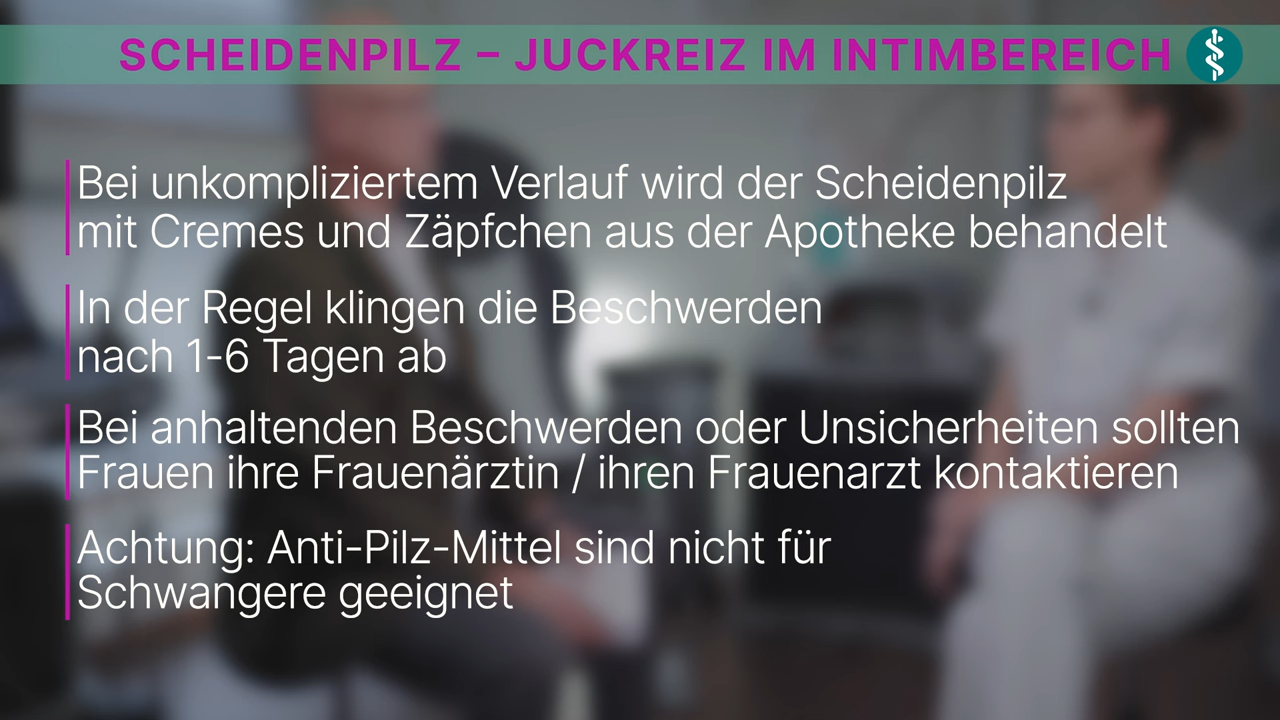 SCHEIDENPILZ – JUCKREIZ IM INTIMBEREICH
Bei unkompliziertem Verlauf wird der Scheidenpilz
mit Cremes und Zäpfchen aus der Apotheke behandelt
In der Regel klingen die Beschwerden
nach 1-6 Tagen ab
Bei anhaltenden Beschwerden oder Unsicherheiten sollten
Frauen ihre Frauenärztin / ihren Frauenarzt kontaktieren
Achtung: Anti-Pilz-Mittel sind nicht für
Schwangere geeignet